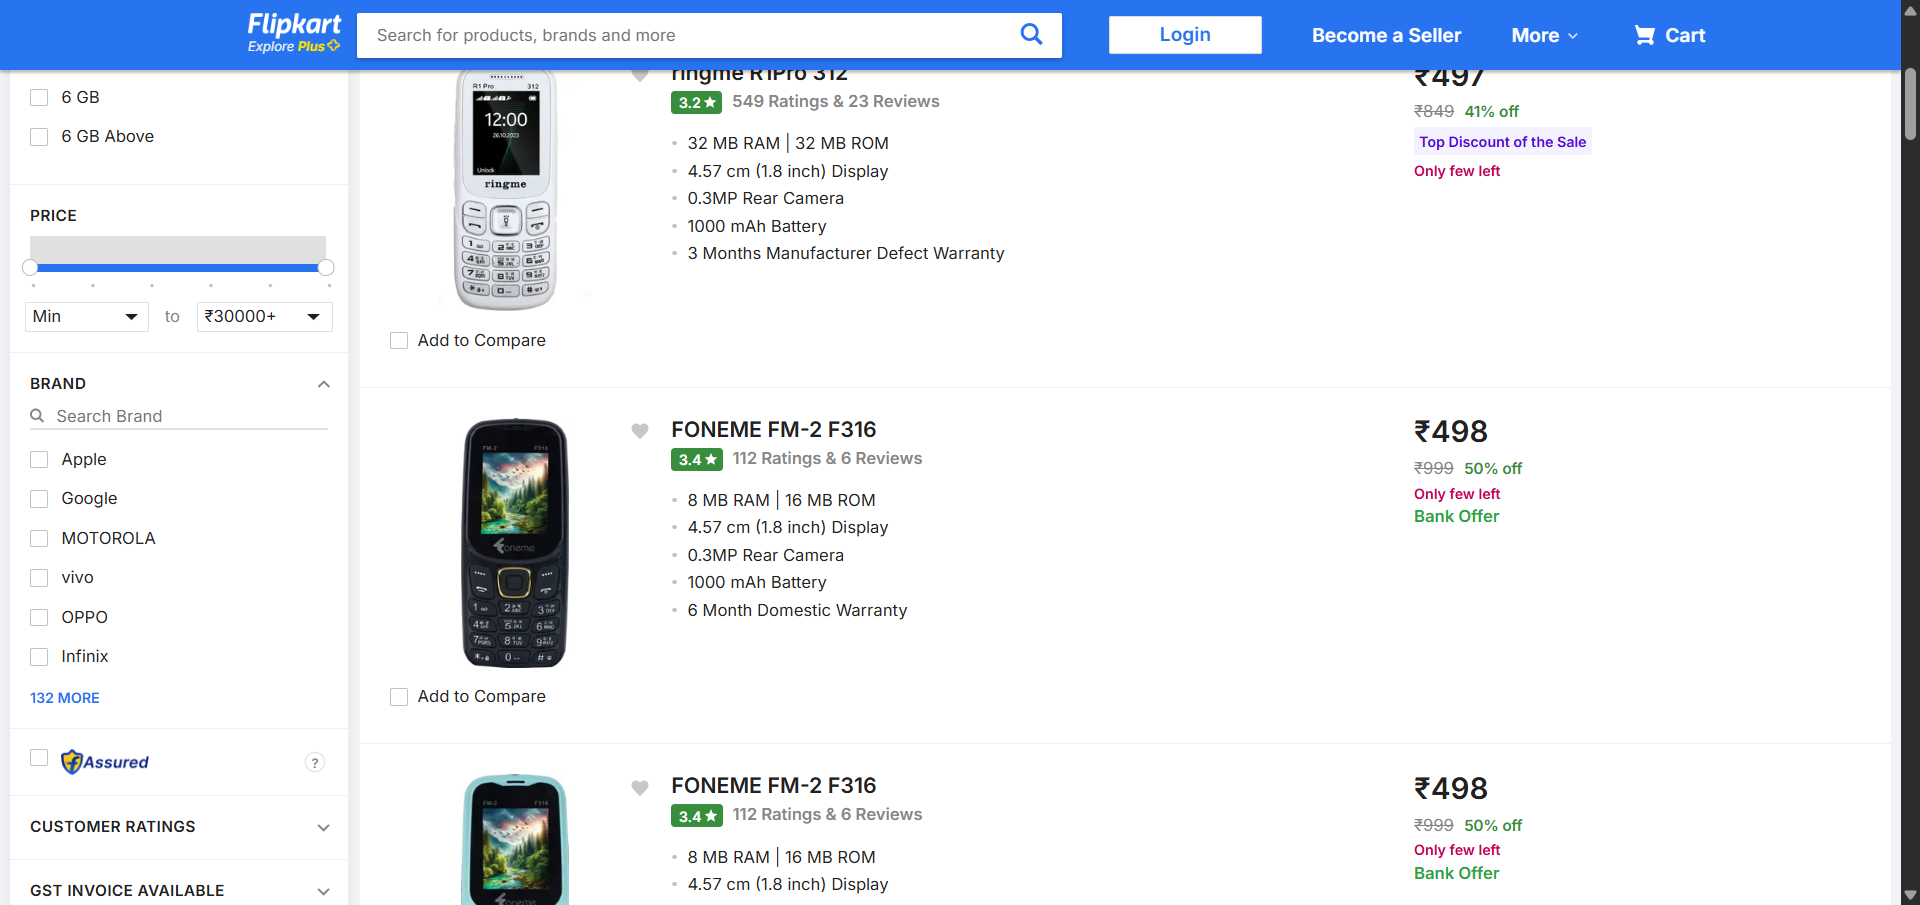 Flipkart
Explore Plus
Search for products, brands and more
Login
Become a Seller
More
Cart
6 GB
6 GB Above
PRICE
Min
to
₹30000+
BRAND
Search Brand
Apple
Google
MOTOROLA
vivo
OPPO
Infinix
132 MORE
Assured
?
CUSTOMER RATINGS
GST INVOICE AVAILABLE
R1 Pro 312
12:00
26.10.2023
Unlock
ringme
Add to Compare
ringme R1Pro 312
3.2
549 Ratings & 23 Reviews
32 MB RAM | 32 MB ROM
4.57 cm (1.8 inch) Display
0.3MP Rear Camera
1000 mAh Battery
3 Months Manufacturer Defect Warranty
₹497
₹849 41% off
Top Discount of the Sale
Only few left
FM-2 F316
foneme
Add to Compare
FONEME FM-2 F316
3.4
112 Ratings & 6 Reviews
8 MB RAM | 16 MB ROM
4.57 cm (1.8 inch) Display
0.3MP Rear Camera
1000 mAh Battery
6 Month Domestic Warranty
₹498
₹999 50% off
Only few left
Bank Offer
FM-2 F316
foneme
FONEME FM-2 F316
3.4
112 Ratings & 6 Reviews
8 MB RAM | 16 MB ROM
4.57 cm (1.8 inch) Display
₹498
₹999 50% off
Only few left
Bank Offer